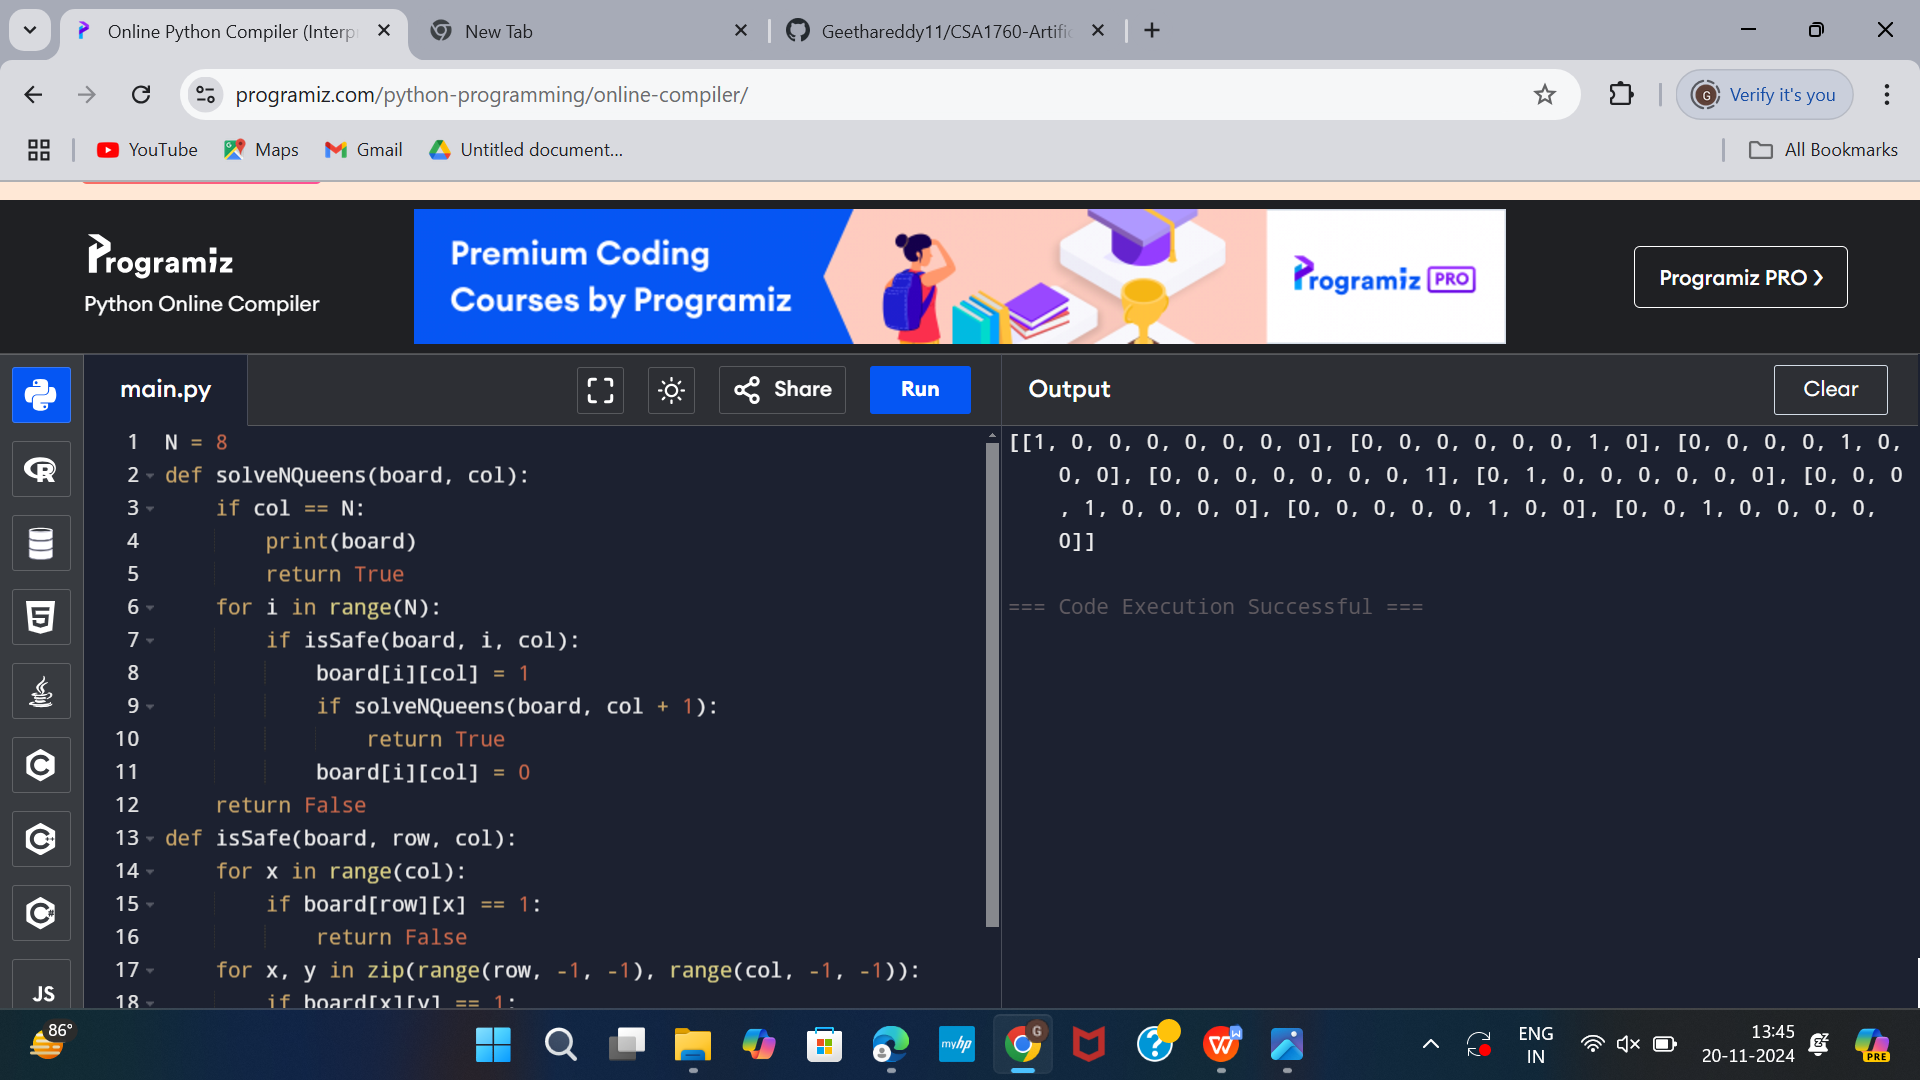 Online Python Compiler (Interp
New Tab
Geethareddy11/CSA1760-Artific
programiz.com/python-programming/online-compiler/
G
Verify it's you
YouTube
Maps
Gmail
Untitled document...
All Bookmarks
Programiz
Python Online Compiler
Premium Coding
Courses by Programiz
Programiz PRO
Programiz PRO ❯
main.py
Share
Run
Output
Clear
1 N = 8
2 def solveNQueens(board, col):
3 if col == N:
4 print(board)
5 return True
6 for i in range(N):
7 if isSafe(board, i, col):
8 board[i][col] = 1
9 if solveNQueens(board, col + 1):
10 return True
11 board[i][col] = 0
12 return False
13 def isSafe(board, row, col):
14 for x in range(col):
15 if board[row][x] == 1:
16 return False
17 for x, y in zip(range(row, -1, -1), range(col, -1, -1)):
18 if board[x][y] == 1:
[[1, 0, 0, 0, 0, 0, 0, 0], [0, 0, 0, 0, 0, 0, 1, 0], [0, 0, 0, 0, 1, 0,
0, 0], [0, 0, 0, 0, 0, 0, 0, 1], [0, 1, 0, 0, 0, 0, 0, 0], [0, 0, 0
, 1, 0, 0, 0, 0], [0, 0, 0, 0, 0, 1, 0, 0], [0, 0, 1, 0, 0, 0, 0,
0]]
=== Code Execution Successful ===
JS
86°
myhp
G
W
ENG
IN
13:45
20-11-2024
PRE